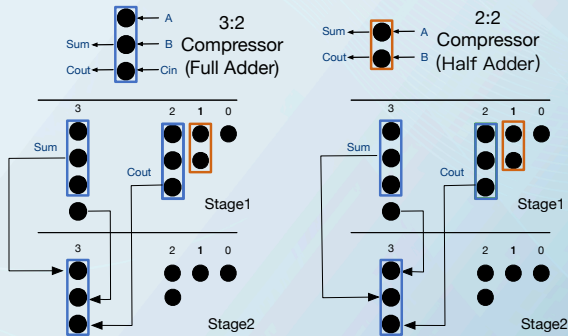 A
Sum B
Cout Cin
3:2
Compressor
(Full Adder)
A
Sum
Cout B
2:2
Compressor
(Half Adder)
3 2 1 0
Sum
Cout
Stage1
3 2 1 0
Stage2
3 2 1 0
Sum
Cout
Stage1
3 2 1 0
Stage2